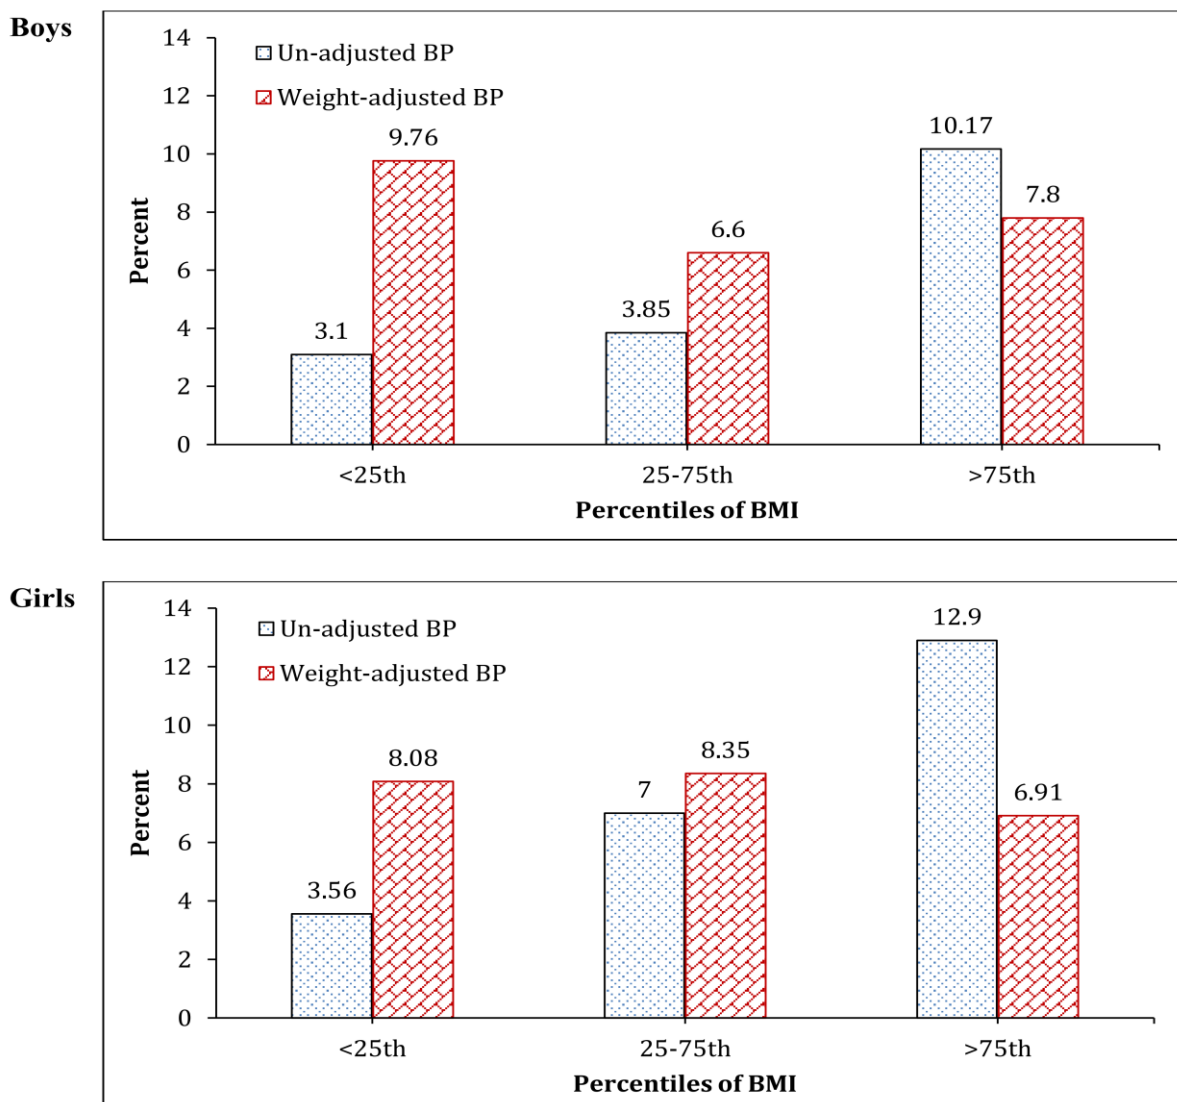 Boys
14
12
10
8
6
4
2
0
Percent
Un-adjusted BP
Weight-adjusted BP
3.1
9.76
3.85
6.6
10.17
7.8
<25th
25-75th
>75th
Percentiles of BMI
Girls
14
12
10
8
6
4
2
0
Percent
Un-adjusted BP
Weight-adjusted BP
3.56
8.08
7
8.35
12.9
6.91
<25th
25-75th
>75th
Percentiles of BMI